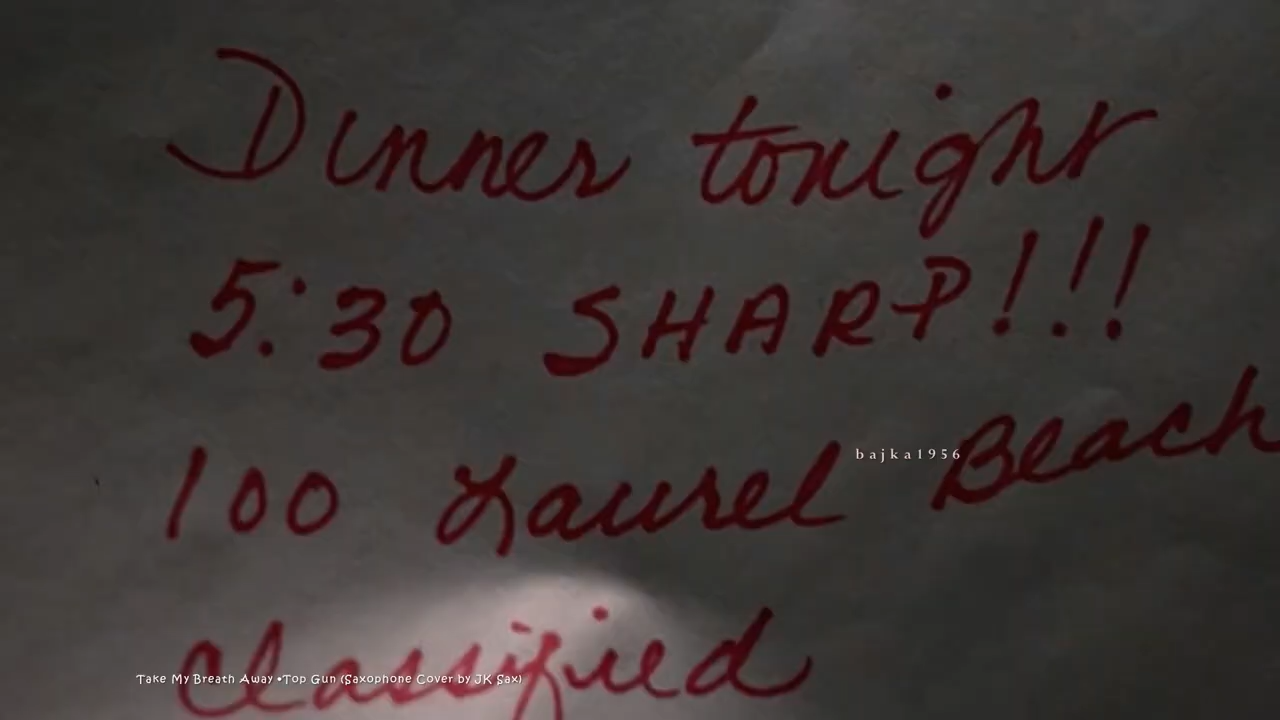 Dinner tonight
5:30 SHARP!!!
100 Laurel Beach
bajka1956
classified
Take My Breath Away •Top Gun (Saxophone Cover by JK Sax)